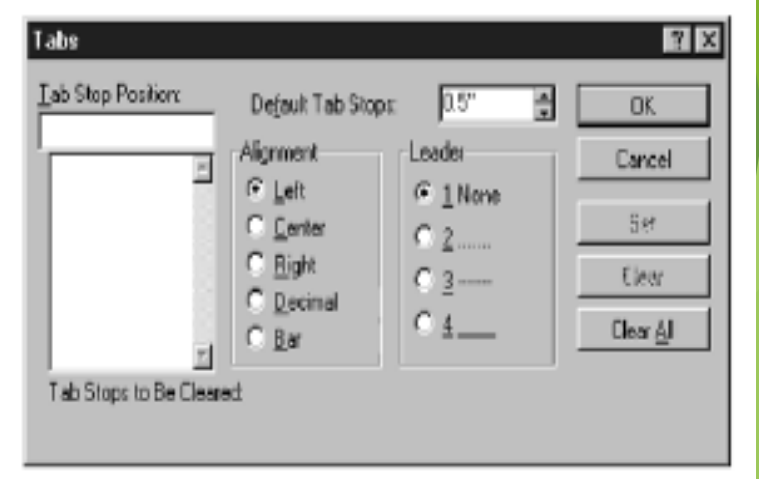 Tabs
Tab Stop Position:
Default Tab Stops: 0.5"
OK
Cancel
Set
Clear
Clear All
Alignment
Left
Center
Right
Decimal
Bar
Leader
1 None
2 .......
3 -----
4 ____
Tab Stops to Be Cleared: